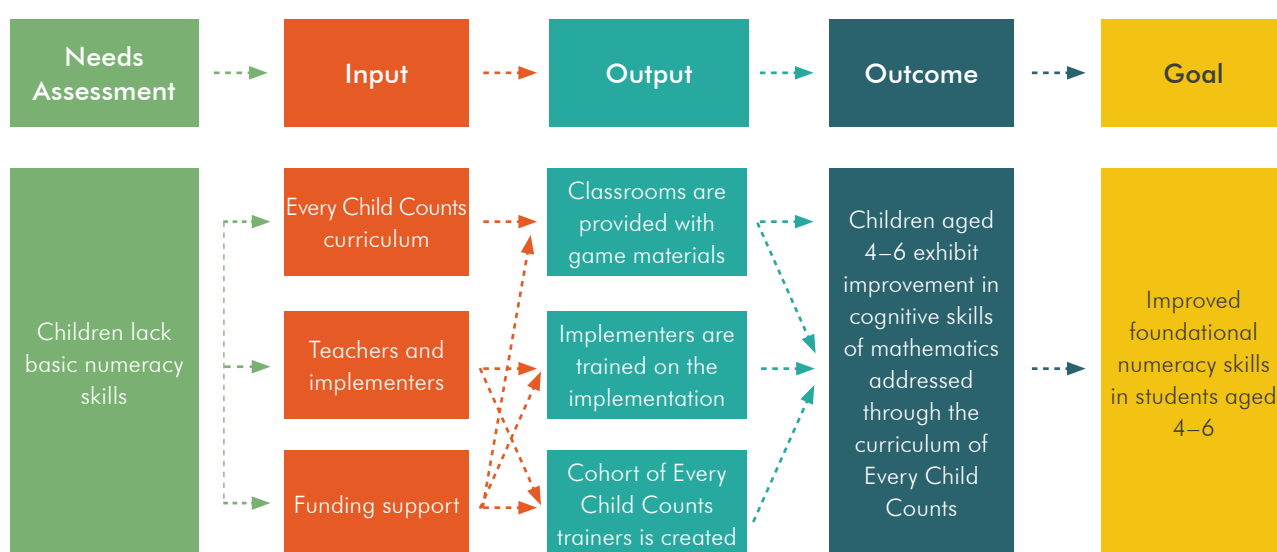 Needs
Assessment
Input
Output
Outcome
Goal
Children lack
basic numeracy
skills
Every Child Counts
curriculum
Teachers and
implementers
Funding support
Classrooms are
provided with
game materials
Implementers are
trained on the
implementation
Cohort of Every
Child Counts
trainers is created
Children aged
4–6 exhibit
improvement in
cognitive skills
of mathematics
addressed
through the
curriculum of
Every Child
Counts
Improved
foundational
numeracy skills
in students aged
4–6